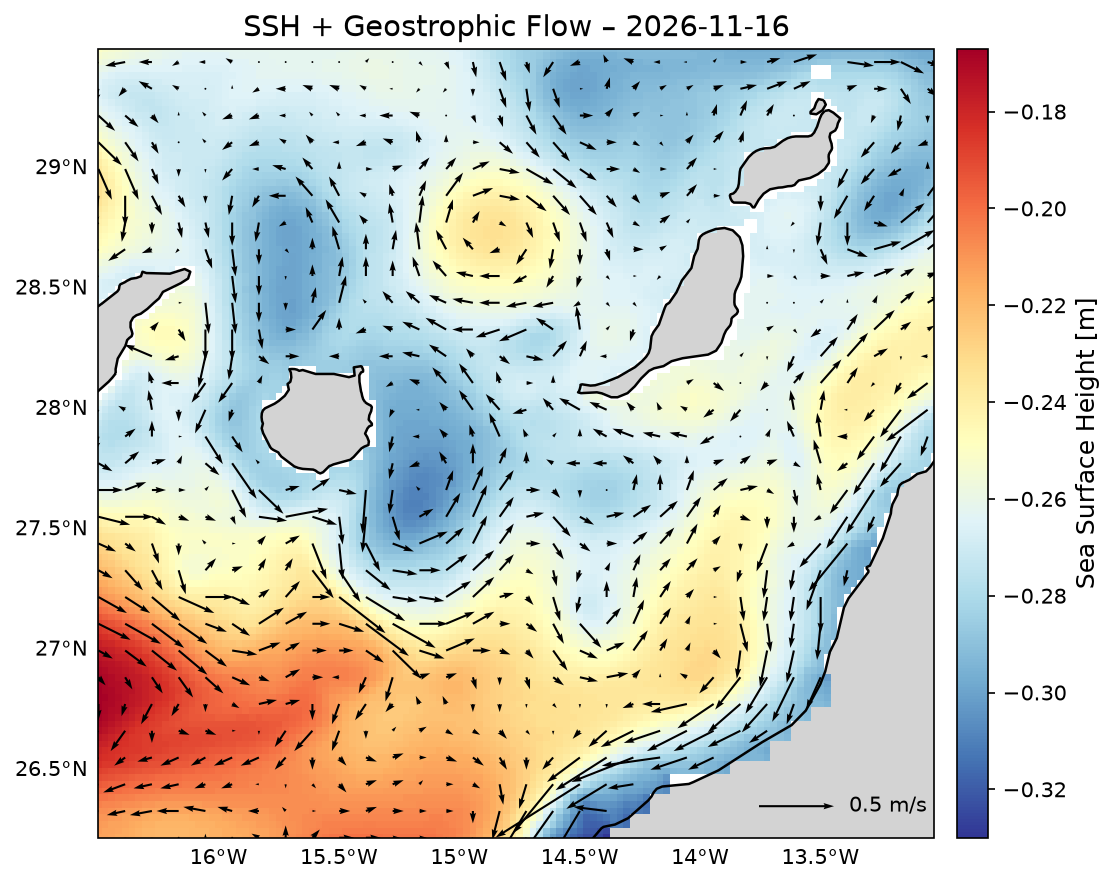 SSH + Geostrophic Flow – 2026-11-16
29°N
28.5°N
28°N
27.5°N
27°N
26.5°N
16°W
15.5°W
15°W
14.5°W
14°W
13.5°W
0.5 m/s
−0.18
−0.20
−0.22
−0.24
−0.26
−0.28
−0.30
−0.32
Sea Surface Height [m]